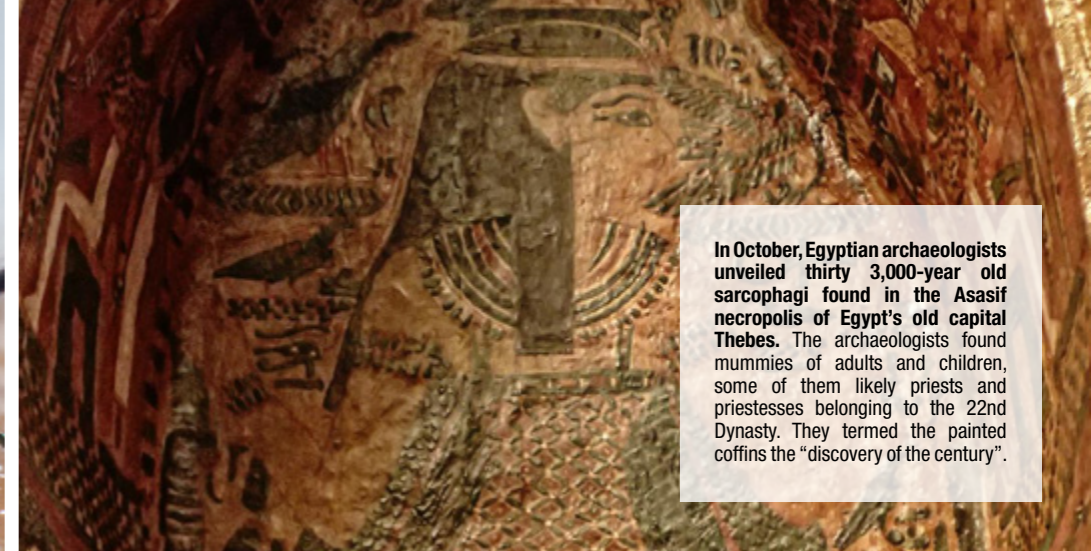 In October, Egyptian archaeologists
unveiled thirty 3,000-year old
sarcophagi found in the Asasif
necropolis of Egypt's old capital
Thebes. The archaeologists found
mummies of adults and children,
some of them likely priests and
priestesses belonging to the 22nd
Dynasty. They termed the painted
coffins the “discovery of the century”.